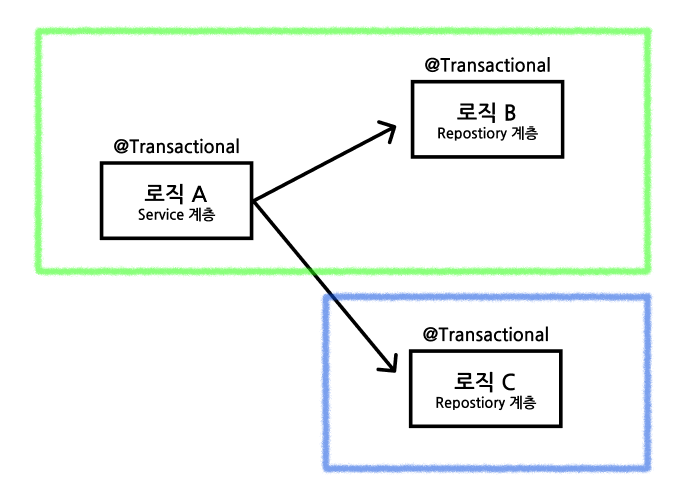 @Transactional
로직 B
Repostiory 계층
@Transactional
로직 A
Service 계층
@Transactional
로직 C
Repostiory 계층